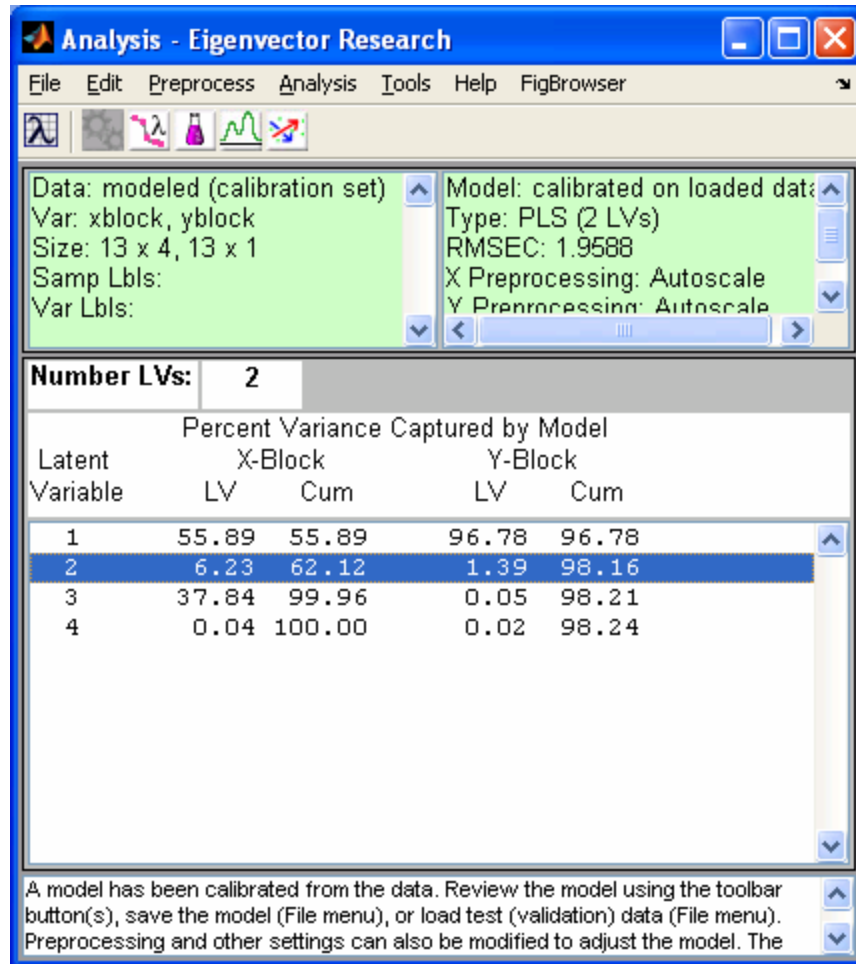 Analysis - Eigenvector Research
File Edit Preprocess Analysis Tools Help FigBrowser
Data: modeled (calibration set)
Var: xblock, yblock
Size: 13 x 4, 13 x 1
Samp Lbls:
Var Lbls:
Model: calibrated on loaded data
Type: PLS (2 LVs)
RMSEC: 1.9588
X Preprocessing: Autoscale
Y Preprocessing: Autoscale
Number LVs: 2
Percent Variance Captured by Model
Latent X-Block Y-Block
Variable LV Cum LV Cum
1 55.89 55.89 96.78 96.78
2 6.23 62.12 1.39 98.16
3 37.84 99.96 0.05 98.21
4 0.04 100.00 0.02 98.24
A model has been calibrated from the data. Review the model using the toolbar
button(s), save the model (File menu), or load test (validation) data (File menu).
Preprocessing and other settings can also be modified to adjust the model. The